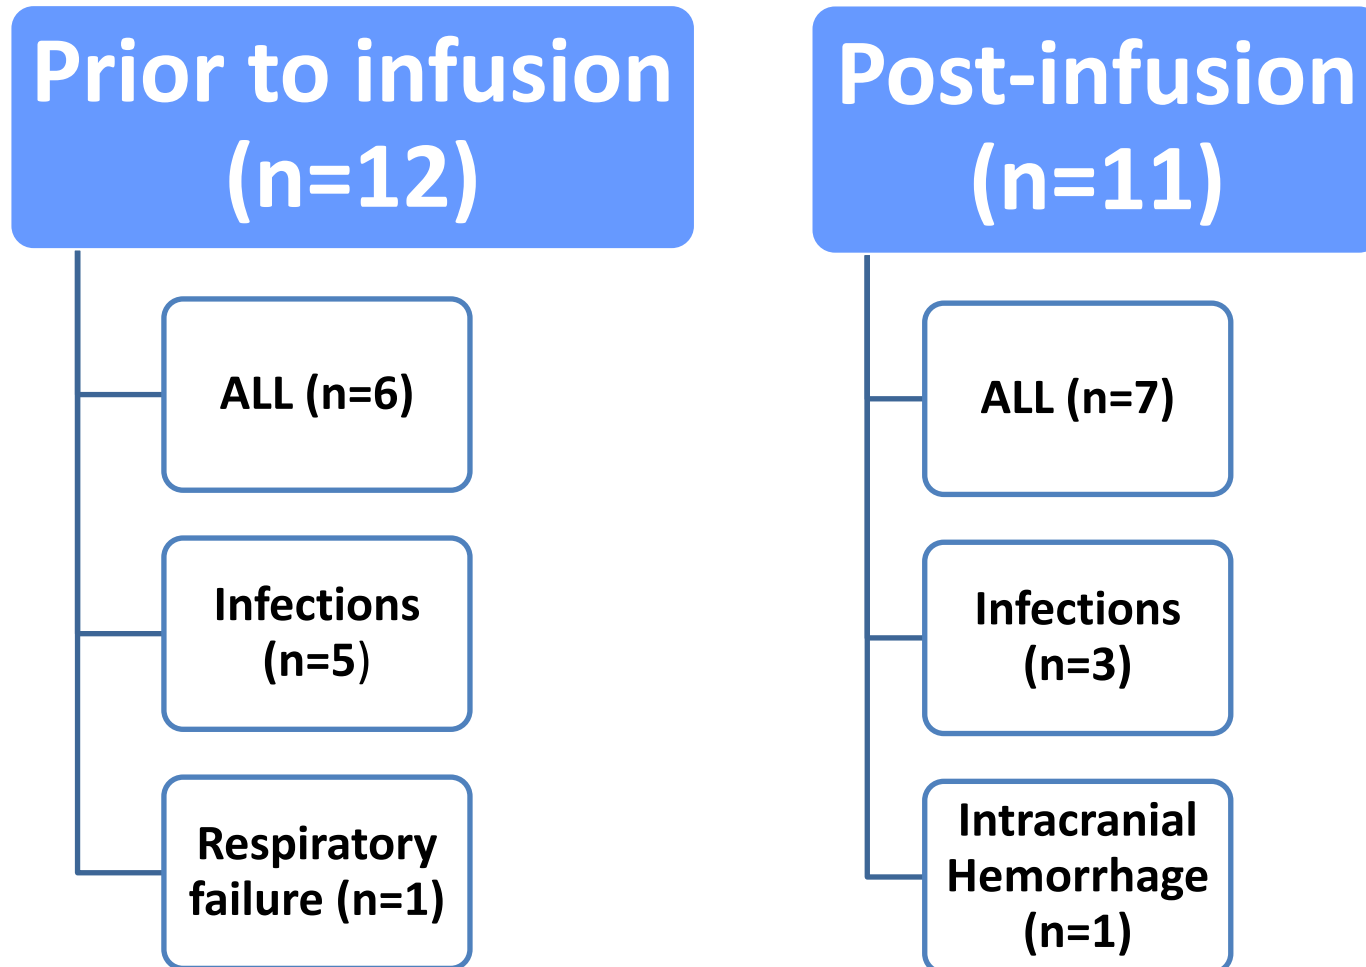 Prior to infusion
(n=12)
ALL (n=6)
Infections
(n=5)
Respiratory
failure (n=1)
Post-infusion
(n=11)
ALL (n=7)
Infections
(n=3)
Intracranial
Hemorrhage
(n=1)